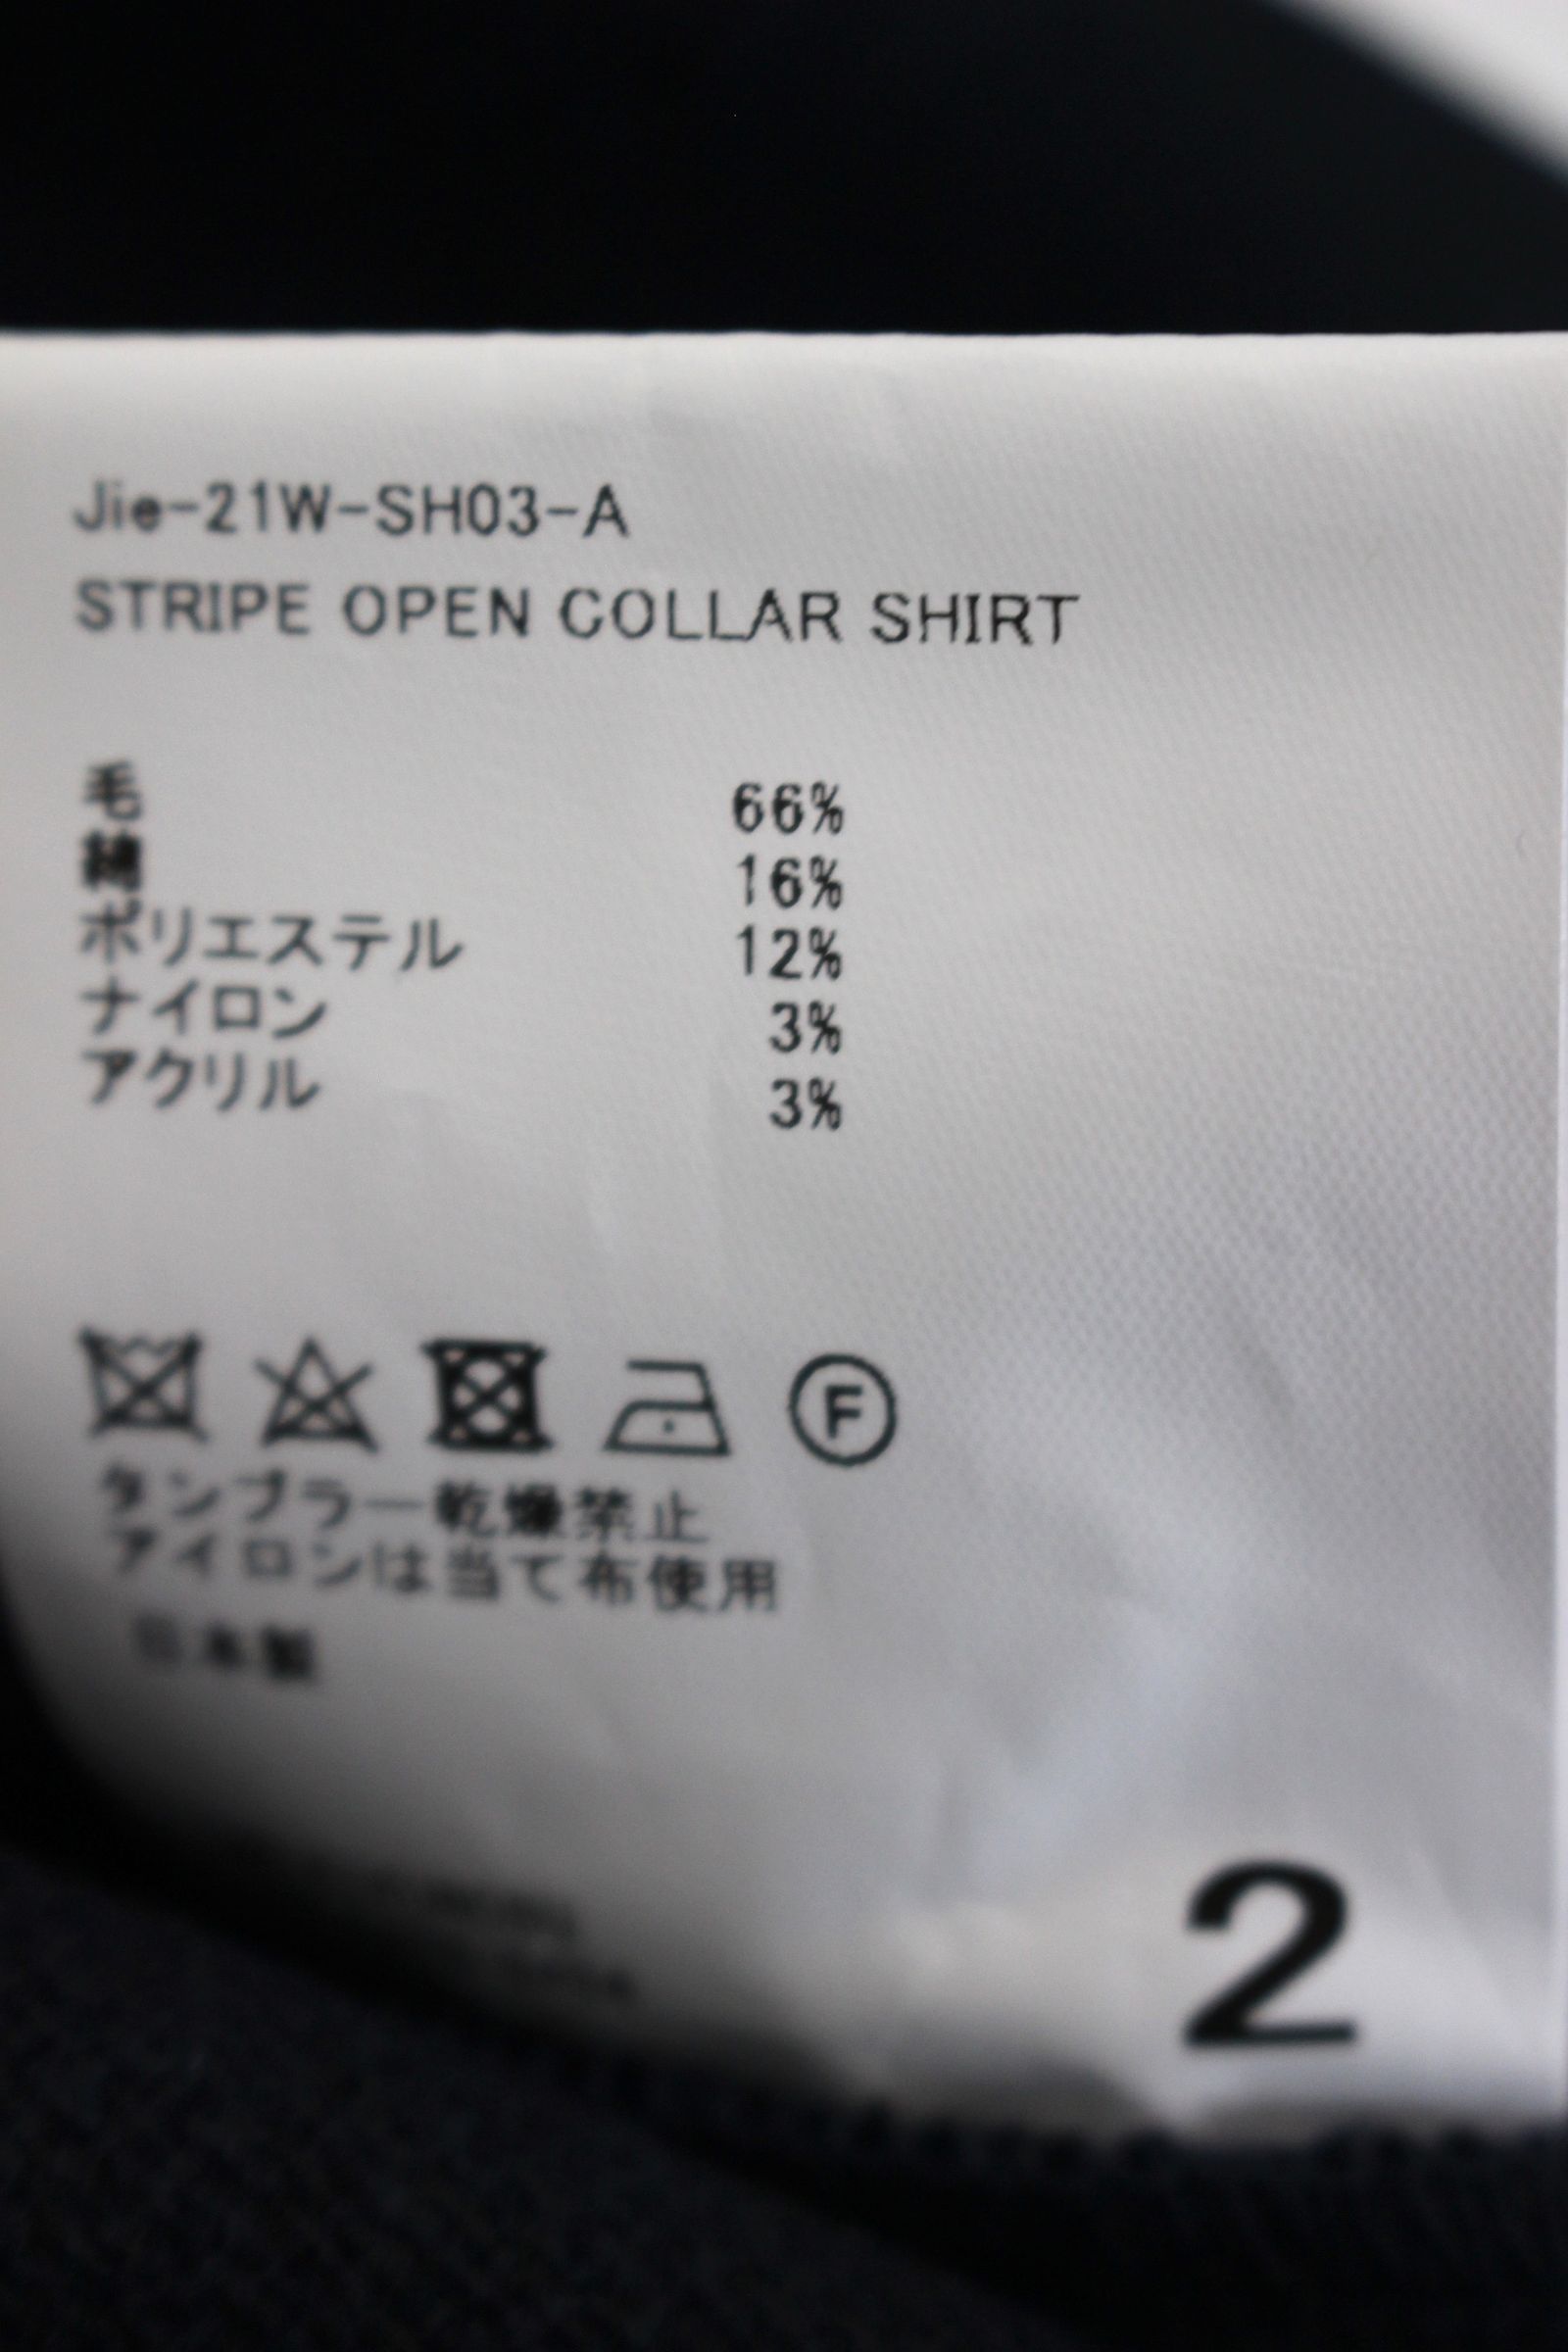 Jie-21W-SH03-A
STRIPE OPEN COLLAR SHIRT
毛 66%
綿 16%
ポリエステル 12%
ナイロン 3%
アクリル 3%
F
タンブラー乾燥禁止
アイロンは当て布使用
日本製
2